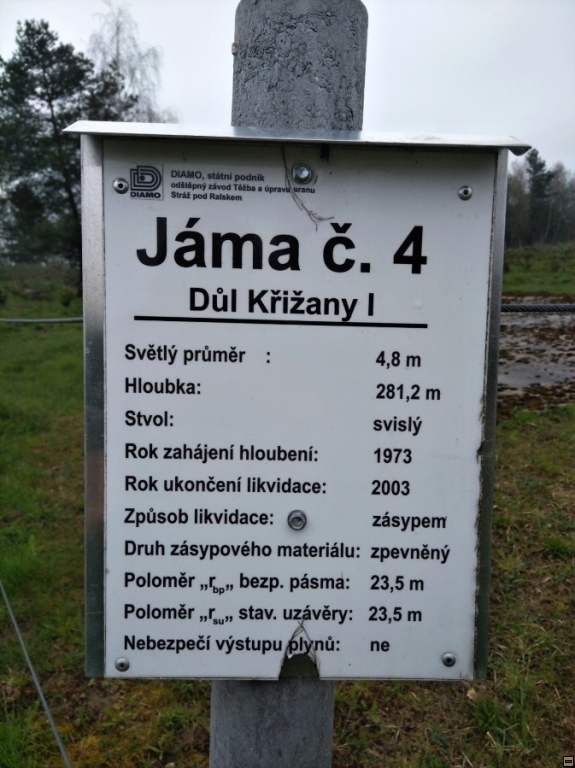 DIAMO, státní podnik
odštěpný závod Těžba a úprava uranu
Stráž pod Ralskem
DIAMO
Jáma č. 4
Důl Křižany I
Světlý průměr : 4,8 m
Hloubka: 281,2 m
Stvol: svislý
Rok zahájení hloubení: 1973
Rok ukončení likvidace: 2003
Způsob likvidace: zásypem
Druh zásypového materiálu: zpevněný
Poloměr „rbp„ bezp. pásma: 23,5 m
Poloměr „rsu„ stav. uzávěry: 23,5 m
Nebezpečí výstupu plynů: ne